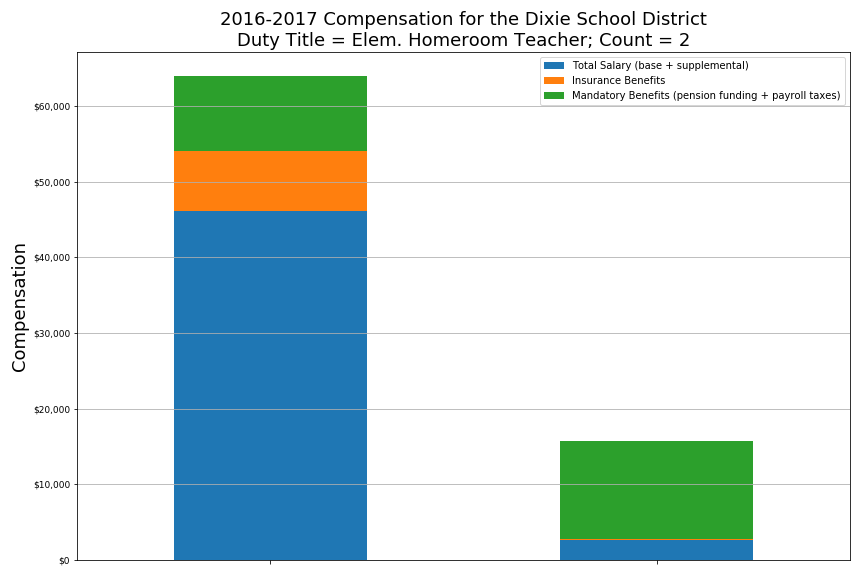 2016-2017 Compensation for the Dixie School District
Duty Title = Elem. Homeroom Teacher; Count = 2
Total Salary (base + supplemental)
Insurance Benefits
Mandatory Benefits (pension funding + payroll taxes)
Compensation
$60,000
$50,000
$40,000
$30,000
$20,000
$10,000
$0